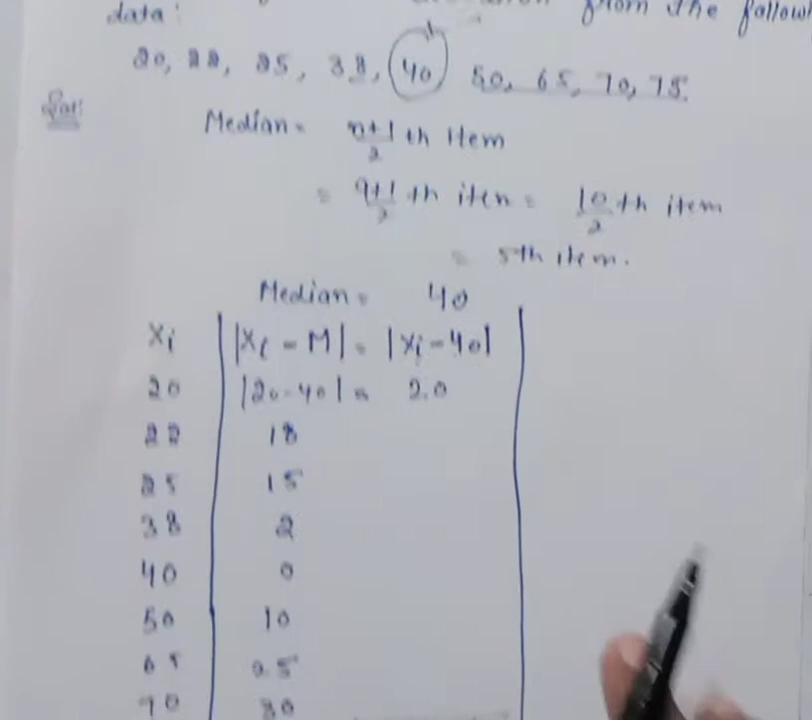 from the follow
data:
20, 22, 25, 38, 40 50, 65, 70, 75.
Sol:
Median = n+1/2 th item
= 9+1/2 th item = 10/2 th item
= 5th item.
Median = 40
Xi |Xi - M| = |Xi - 40|
20 |20-40| = 20
22 18
25 15
38 2
40 0
50 10
65 25
70 30